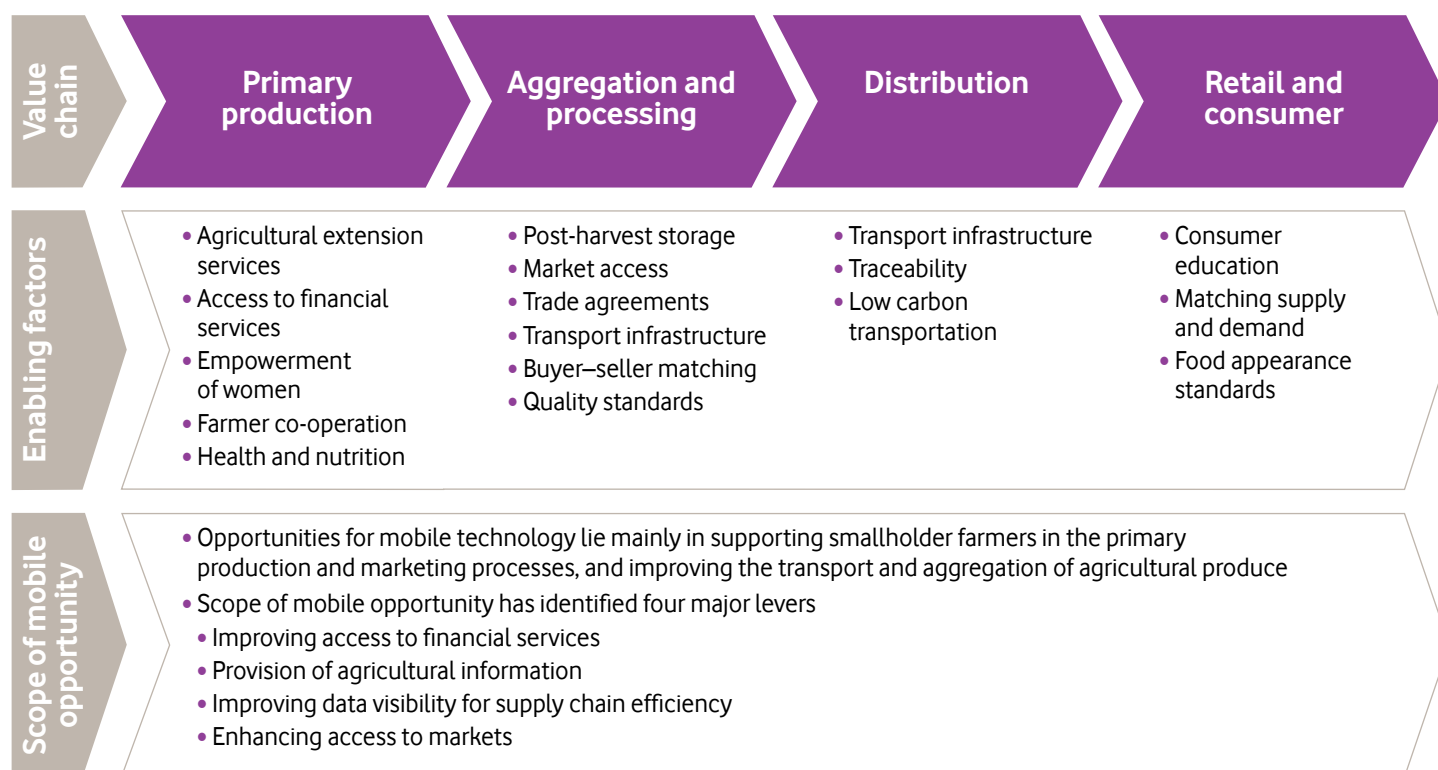 Value
chain
Primary
production
Aggregation and
processing
Distribution
Retail and
consumer
Enabling factors
• Agricultural extension
services
• Access to financial
services
• Empowerment
of women
• Farmer co-operation
• Health and nutrition
• Post-harvest storage
• Market access
• Trade agreements
• Transport infrastructure
• Buyer–seller matching
• Quality standards
• Transport infrastructure
• Traceability
• Low carbon
transportation
• Consumer
education
• Matching supply
and demand
• Food appearance
standards
Scope of mobile
opportunity
• Opportunities for mobile technology lie mainly in supporting smallholder farmers in the primary
production and marketing processes, and improving the transport and aggregation of agricultural produce
• Scope of mobile opportunity has identified four major levers
• Improving access to financial services
• Provision of agricultural information
• Improving data visibility for supply chain efficiency
• Enhancing access to markets